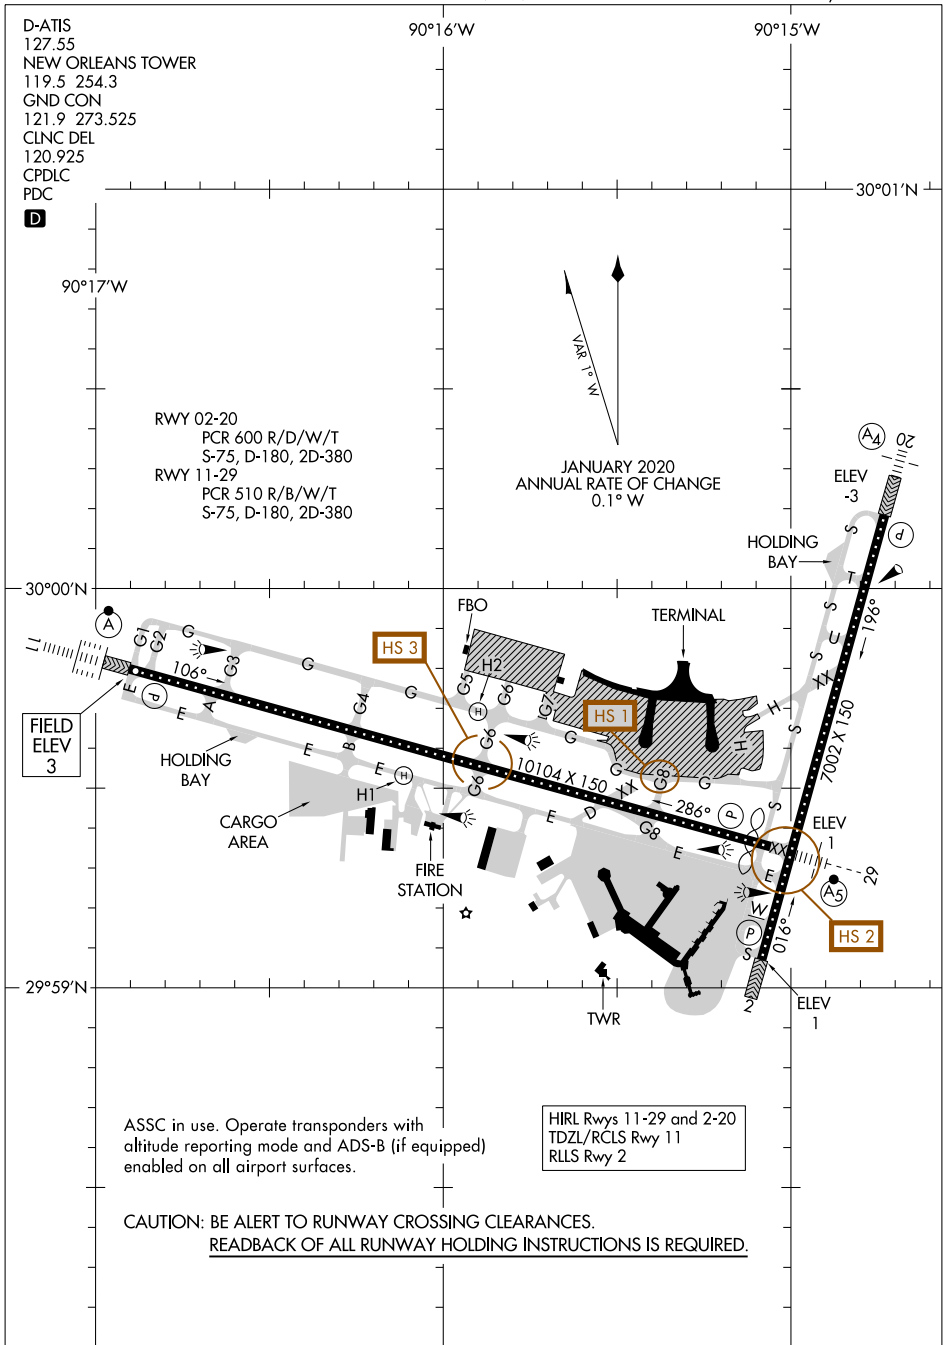 90°16'W
90°15'W
D-ATIS
127.55
NEW ORLEANS TOWER
119.5 254.3
GND CON
121.9 273.525
CLNC DEL
120.925
CPDLC
PDC
D
30°01'N
90°17'W
VAR 1° W
JANUARY 2020
ANNUAL RATE OF CHANGE
0.1° W
RWY 02-20
PCR 600 R/D/W/T
S-75, D-180, 2D-380
RWY 11-29
PCR 510 R/B/W/T
S-75, D-180, 2D-380
A4
20
ELEV
-3
S
P
HOLDING
BAY
T
196°
30°00'N
FBO
TERMINAL
A
G1
G2
G
G3
HS 3
S
U
S
XX
11
106°
G
H2
G5
G6
G4
G
H
G7
HS 1
H
H
S
7002 X 150
E
P
E
A
FIELD
ELEV
3
HOLDING
BAY
E
B
E
H
H1
G6
G6
G
G
G8
G
10104 X 150
XX
286°
P
S
CARGO
AREA
E
D
G8
E
ELEV
1
XX
29
FIRE
STATION
E
A5
W
P
S
016°
HS 2
29°59'N
2
ELEV
1
TWR
ASSC in use. Operate transponders with
altitude reporting mode and ADS-B (if equipped)
enabled on all airport surfaces.
HIRL Rwys 11-29 and 2-20
TDZL/RCLS Rwy 11
RLLS Rwy 2
CAUTION: BE ALERT TO RUNWAY CROSSING CLEARANCES.
READBACK OF ALL RUNWAY HOLDING INSTRUCTIONS IS REQUIRED.